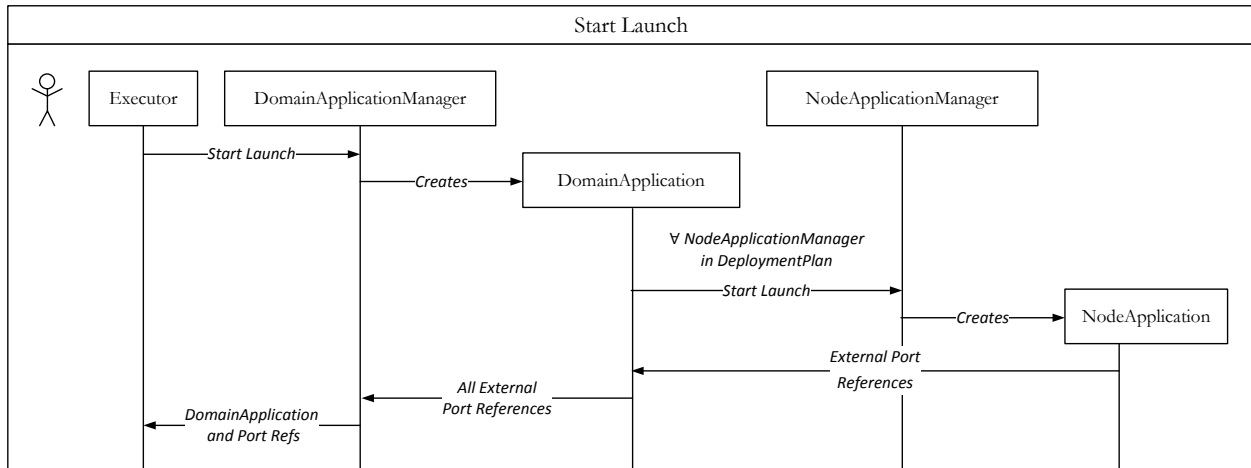 Start Launch
Executor
DomainApplicationManager
NodeApplicationManager
Start Launch
Creates
DomainApplication
∀ NodeApplicationManager
in DeploymentPlan
Start Launch
Creates
NodeApplication
External Port
References
All External
Port References
DomainApplication
and Port Refs